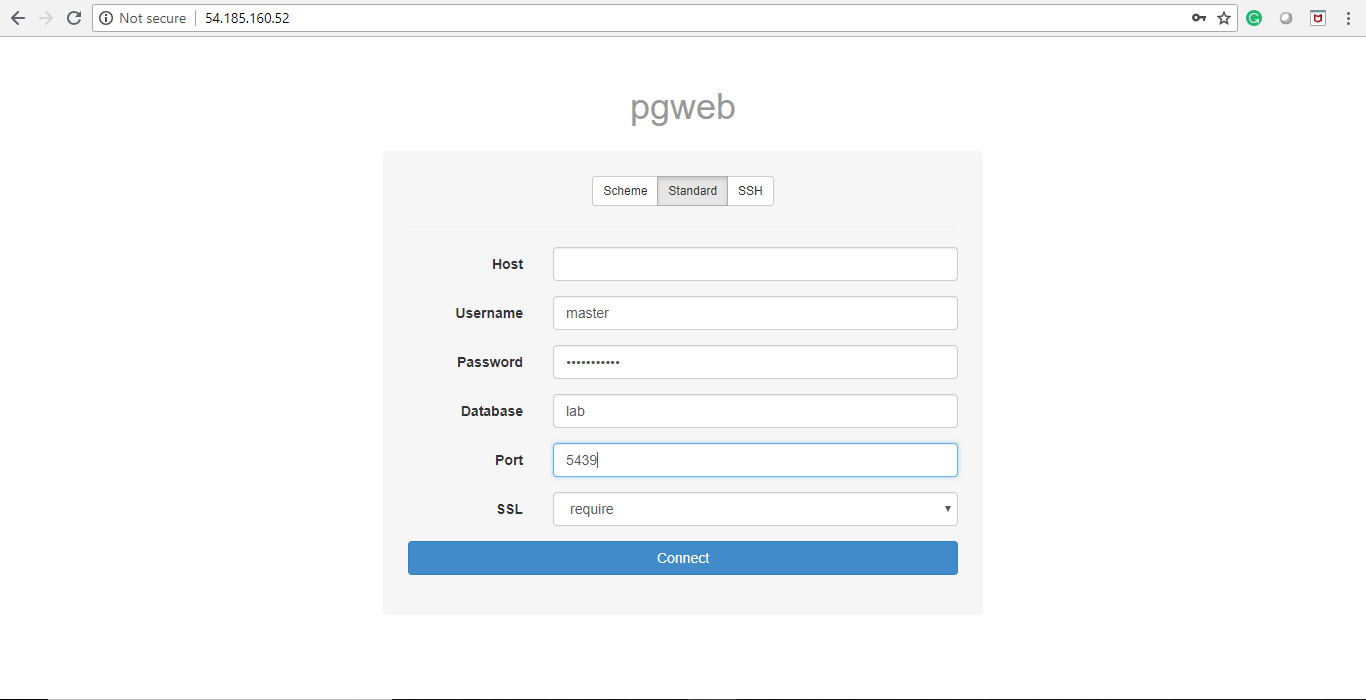 Not secure 54.185.160.52
pgweb
Scheme Standard SSH
Host
Username master
Password •••••••••••
Database lab
Port 5439
SSL require
Connect